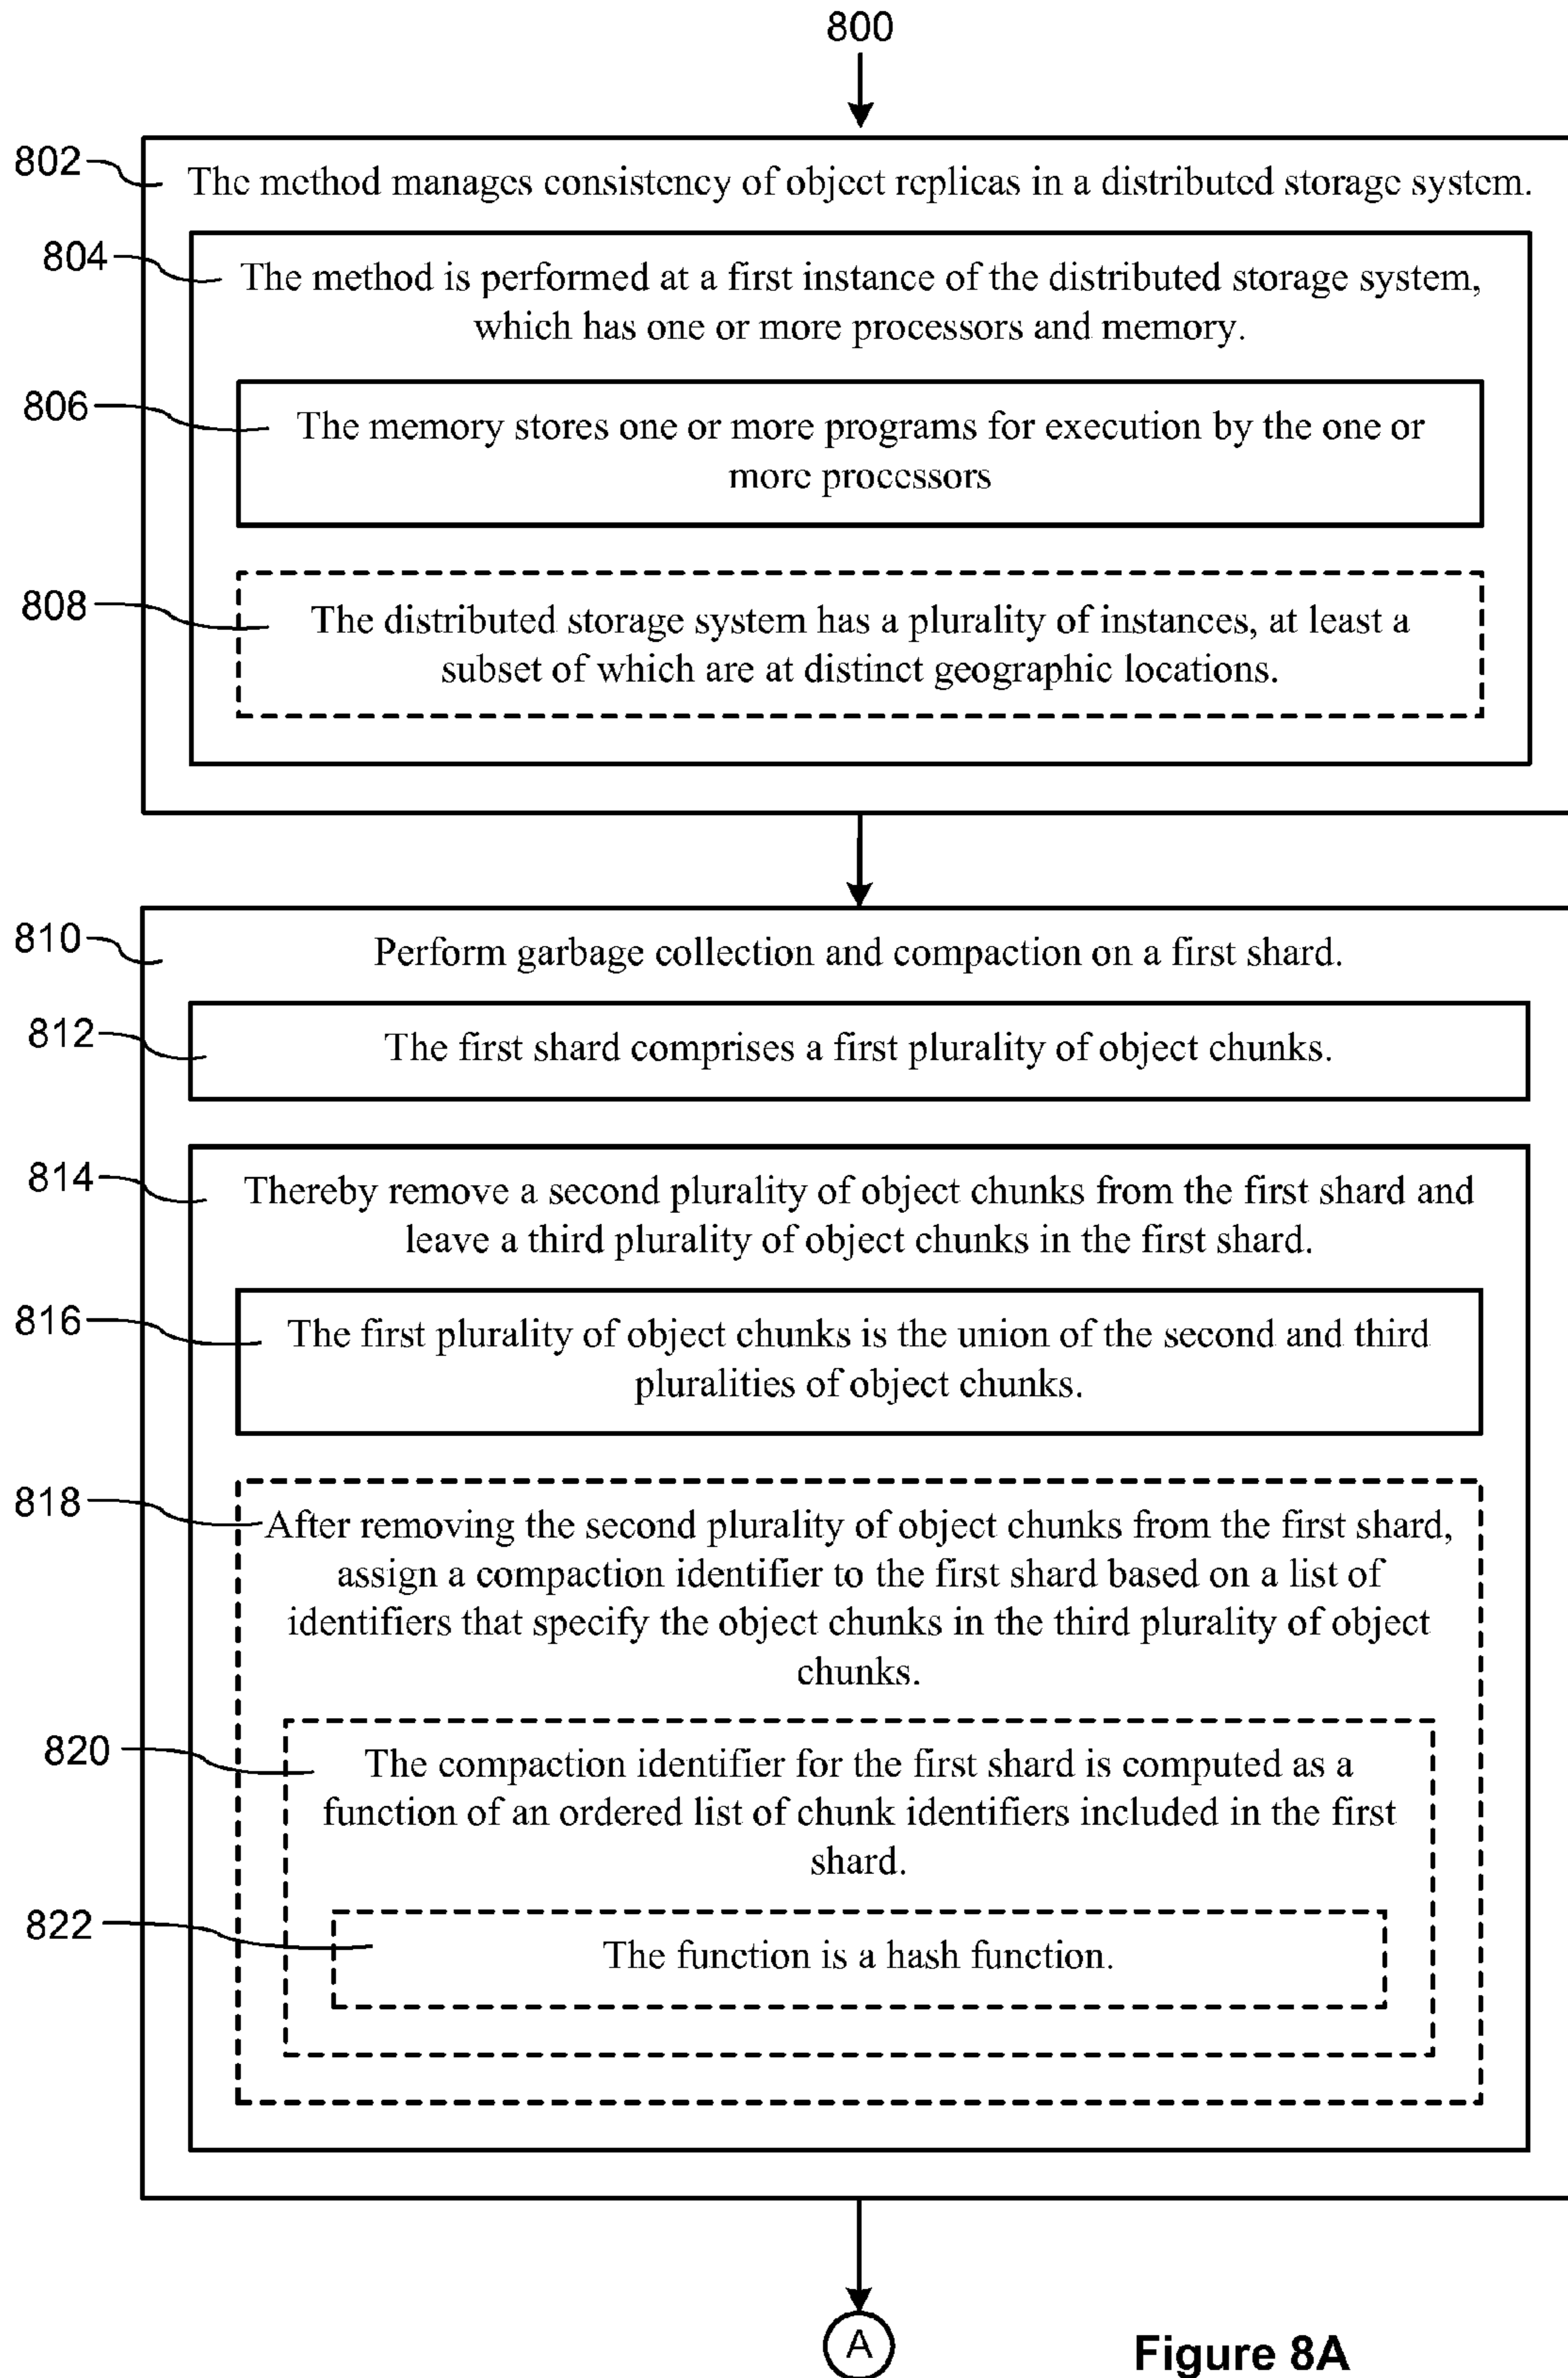 800
802
The method manages consistency of object replicas in a distributed storage system.
804
The method is performed at a first instance of the distributed storage system,
which has one or more processors and memory.
806
The memory stores one or more programs for execution by the one or
more processors
808
The distributed storage system has a plurality of instances, at least a
subset of which are at distinct geographic locations.
810
Perform garbage collection and compaction on a first shard.
812
The first shard comprises a first plurality of object chunks.
814
Thereby remove a second plurality of object chunks from the first shard and
leave a third plurality of object chunks in the first shard.
816
The first plurality of object chunks is the union of the second and third
pluralities of object chunks.
818
After removing the second plurality of object chunks from the first shard,
assign a compaction identifier to the first shard based on a list of
identifiers that specify the object chunks in the third plurality of object
chunks.
820
The compaction identifier for the first shard is computed as a
function of an ordered list of chunk identifiers included in the first
shard.
822
The function is a hash function.
A
Figure 8A